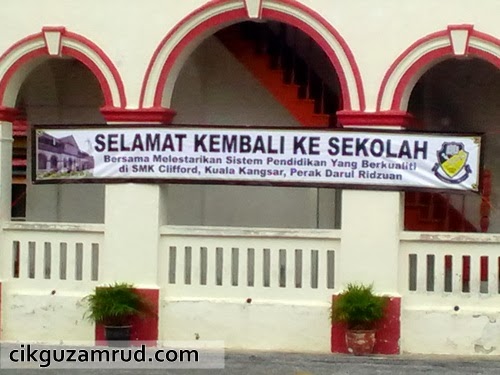 SELAMAT KEMBALI KE SEKOLAH
Bersama Melestarikan Sistem Pendidikan Yang Berkualiti
di SMK Clifford, Kuala Kangsar, Perak Darul Ridzuan
cikguzamrud.com